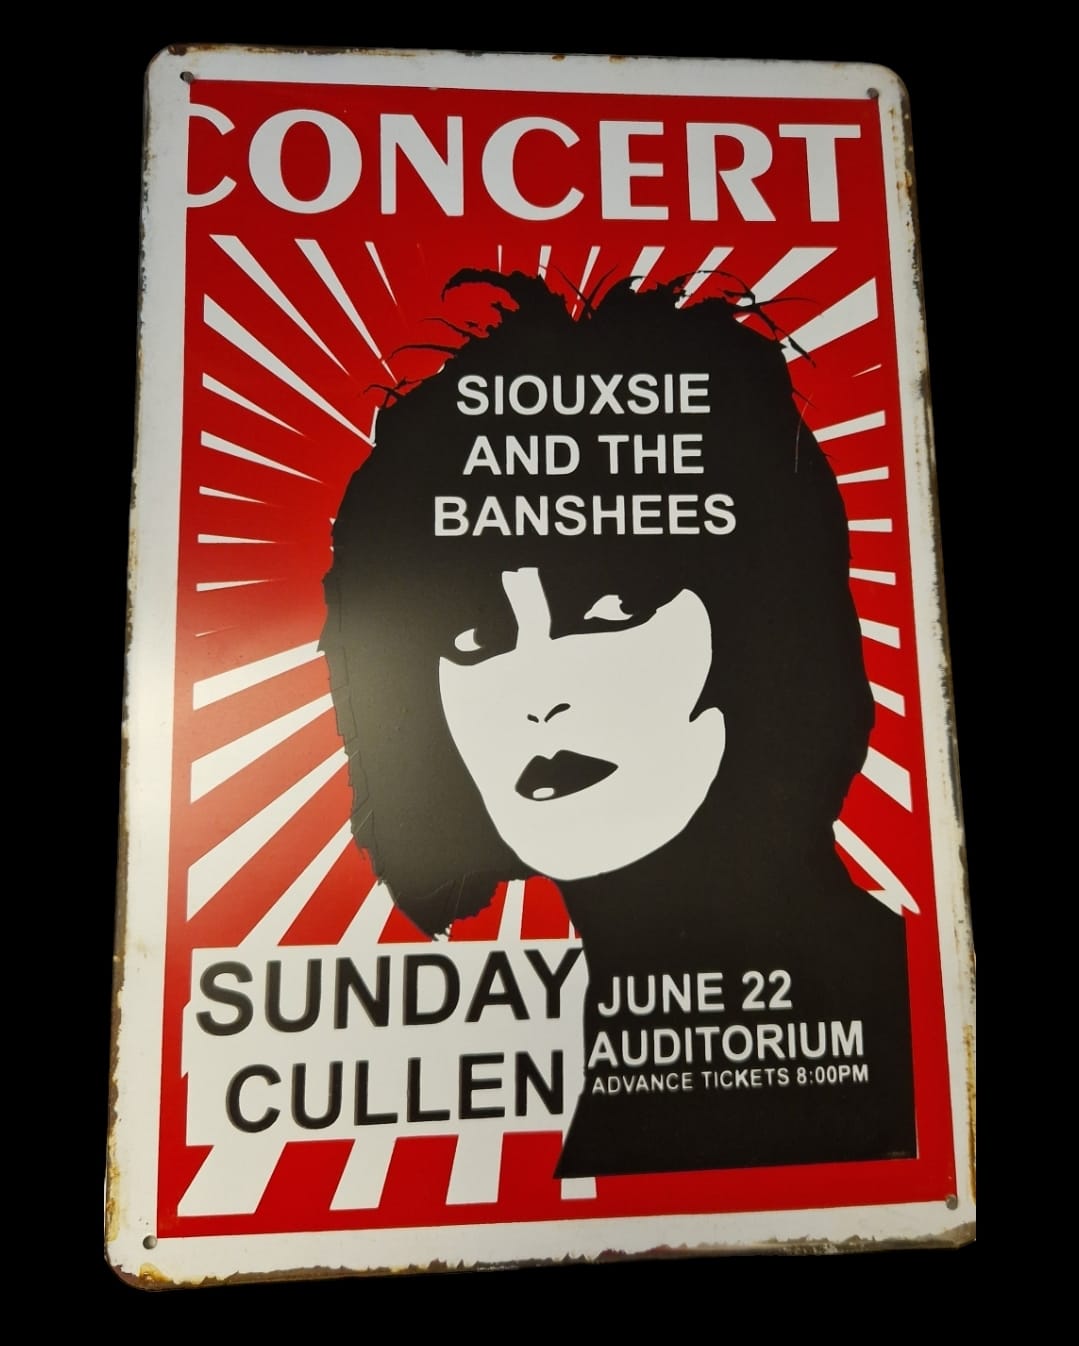 CONCERT
SIOUXSIE
AND THE
BANSHEES
SUNDAY
CULLEN
JUNE 22
AUDITORIUM
ADVANCE TICKETS 8:00PM